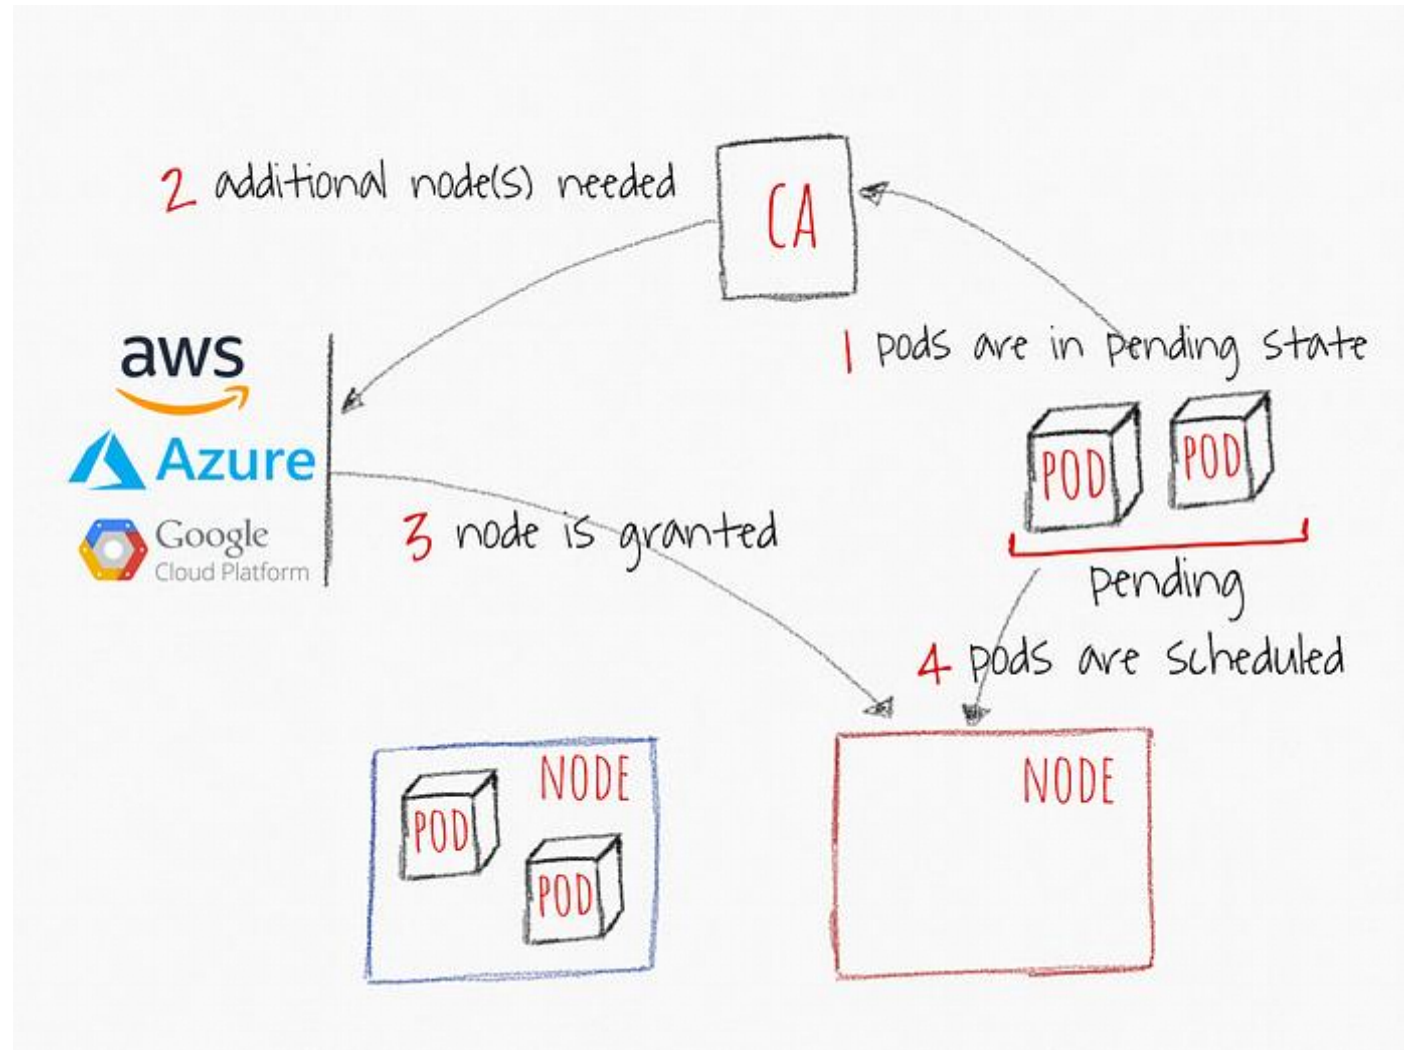 2 additional node(s) needed
CA
1 pods are in pending state
aws
Azure
Google
Cloud Platform
POD
POD
3 node is granted
pending
4 pods are scheduled
NODE
POD
POD
NODE